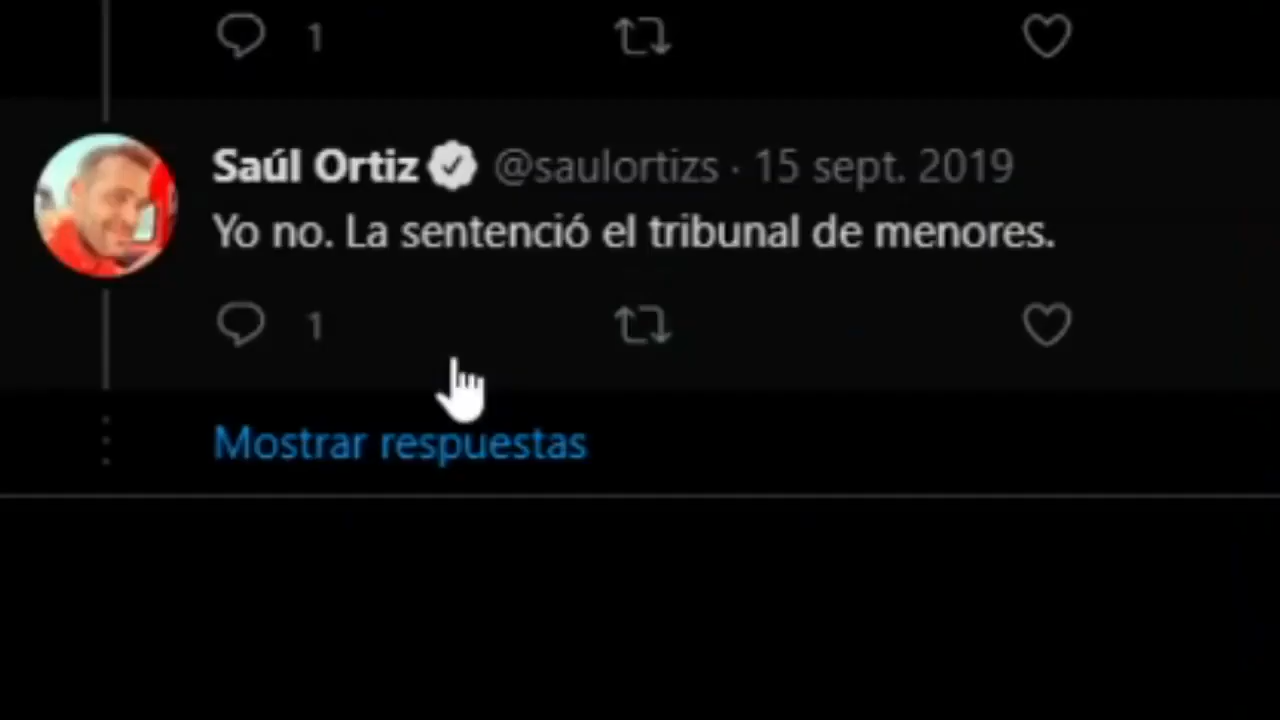 1
Saúl Ortiz @saulortizs · 15 sept. 2019
Yo no. La sentenció el tribunal de menores.
1
Mostrar respuestas